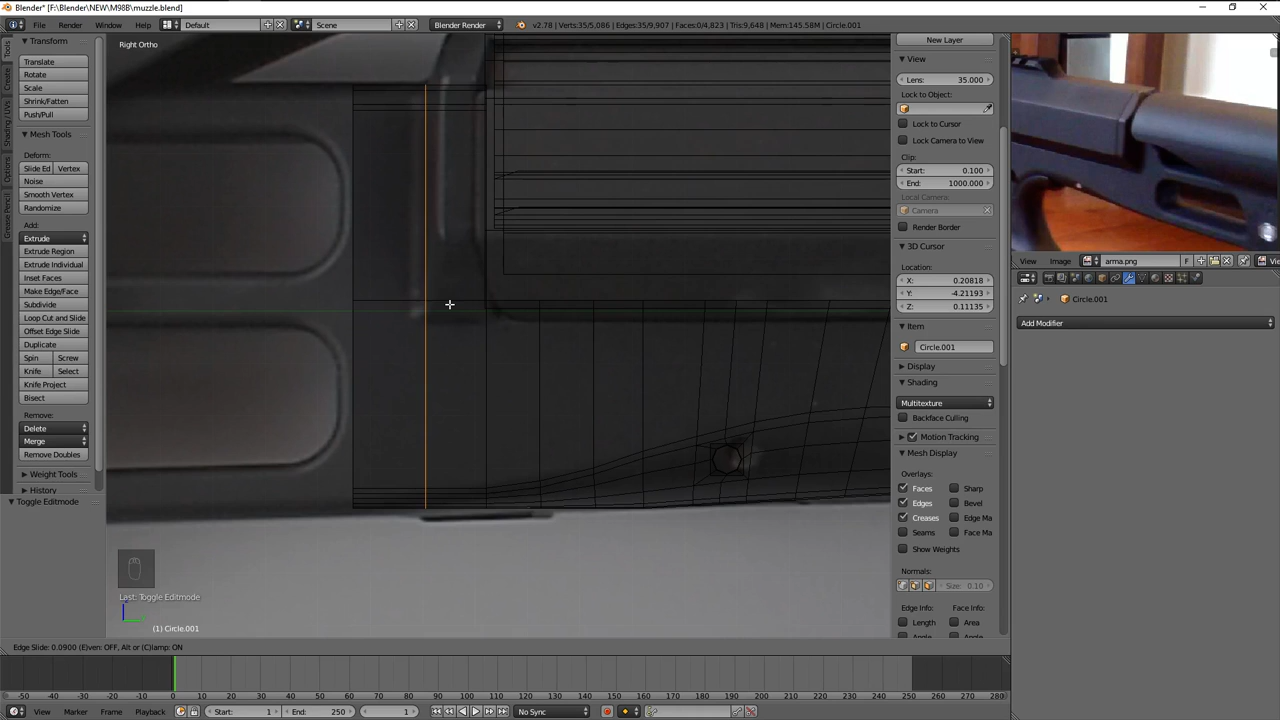 Blender* [F:\Blender\NEW\M98B\muzzle.blend]
File Render Window Help Default Scene Blender Render v2.78 | Verts:35/5,086 | Edges:35/9,907 | Faces:0/4,823 | Tris:9,648 | Mem:145.58M | Circle.001
Tools
Create
Shading / UVs
Options
Grease Pencil
Transform
Translate
Rotate
Scale
Shrink/Fatten
Push/Pull
Mesh Tools
Deform:
Slide Ed Vertex
Noise
Smooth Vertex
Randomize
Add:
Extrude
Extrude Region
Extrude Individual
Inset Faces
Make Edge/Face
Subdivide
Loop Cut and Slide
Offset Edge Slide
Duplicate
Spin Screw
Knife Select
Knife Project
Bisect
Remove:
Delete
Merge
Remove Doubles
Weight Tools
History
Toggle Editmode
Right Ortho
Last: Toggle Editmode
(1) Circle.001
Edge Slide: 0.0900 (E)ven: OFF, Alt or (C)lamp: ON
New Layer
View
Lens: 35.000
Lock to Object:
Lock to Cursor
Lock Camera to View
Clip:
Start: 0.100
End: 1000.000
Local Camera:
Camera
Render Border
3D Cursor
Location:
X: 0.20818
Y: -4.21193
Z: 0.11135
Item
Circle.001
Display
Shading
Multitexture
Backface Culling
Motion Tracking
Mesh Display
Overlays:
Faces Sharp
Edges Bevel
Creases Edge Ma
Seams Face Ma
Show Weights
Normals:
Size: 0.10
Edge Info: Face Info:
Length Area
Angle Angle
View Image arma.png F Vie
Circle.001
Add Modifier
-50 -40 -30 -20 -10 0 10 20 30 40 50 60 70 80 90 100 110 120 130 140 150 160 170 180 190 200 210 220 230 240 250 260 270 280
View Marker Frame Playback Start: 1 End: 250 1 No Sync